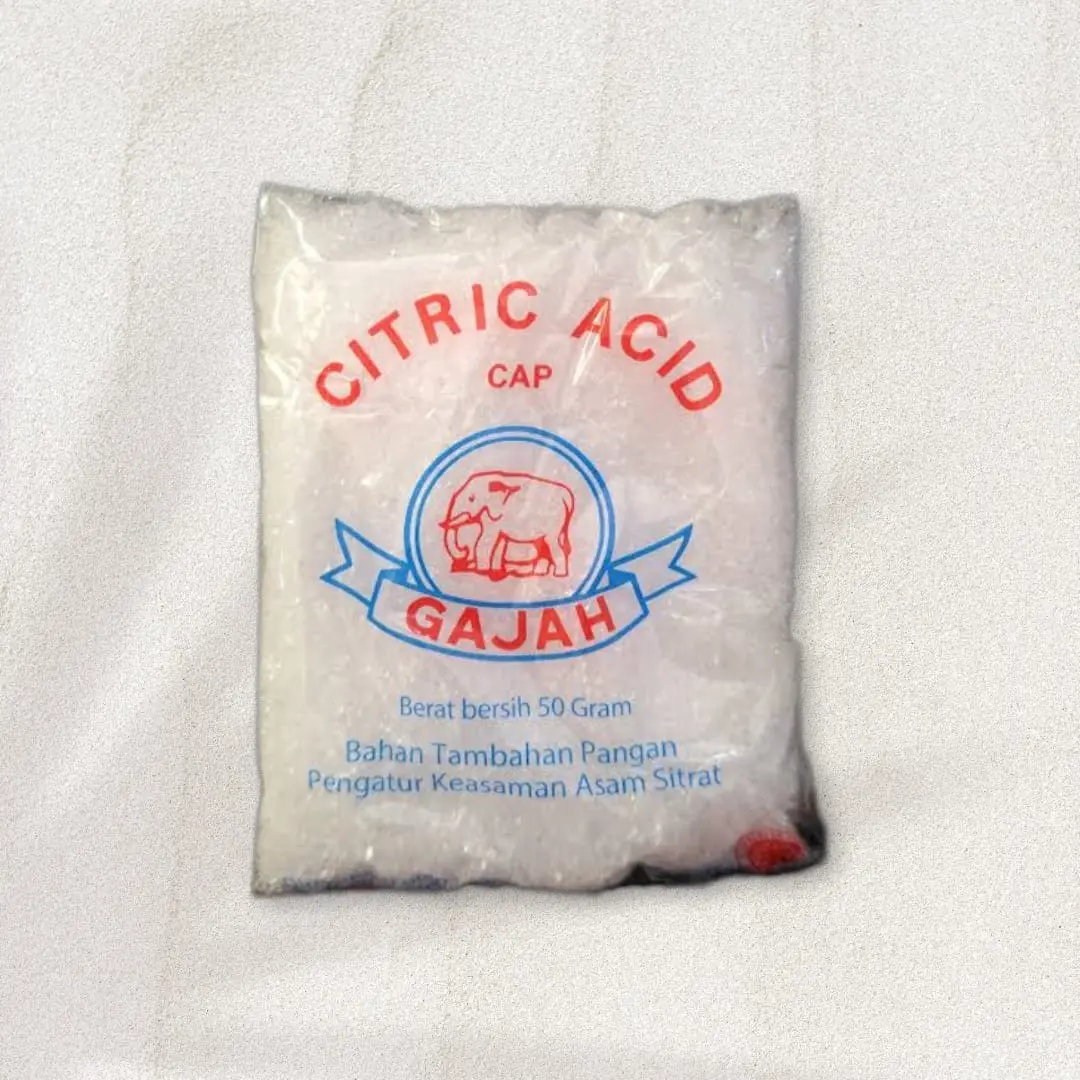 CITRIC ACID
CAP
GAJAH
Berat bersih 50 Gram
Bahan Tambahan Pangan
Pengatur Keasaman Asam Sitrat